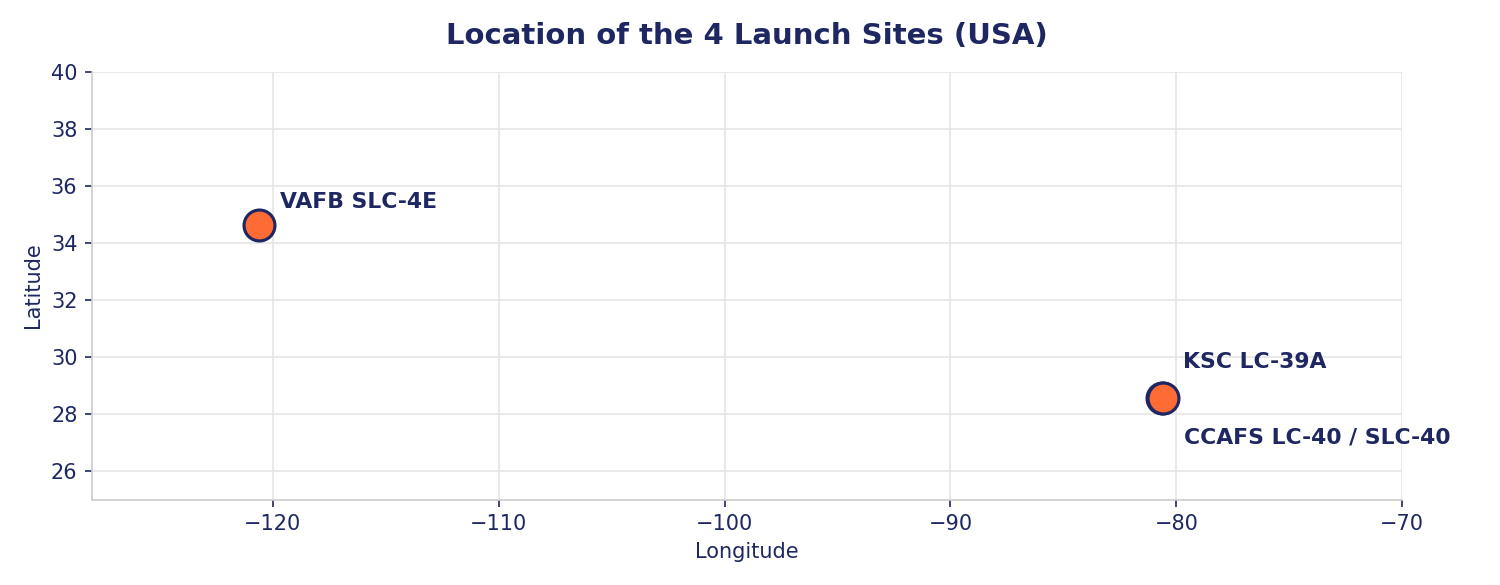 Location of the 4 Launch Sites (USA)
40
38
36
34
32
30
28
26
Latitude
VAFB SLC-4E
KSC LC-39A
CCAFS LC-40 / SLC-40
−120
−110
−100
−90
−80
−70
Longitude